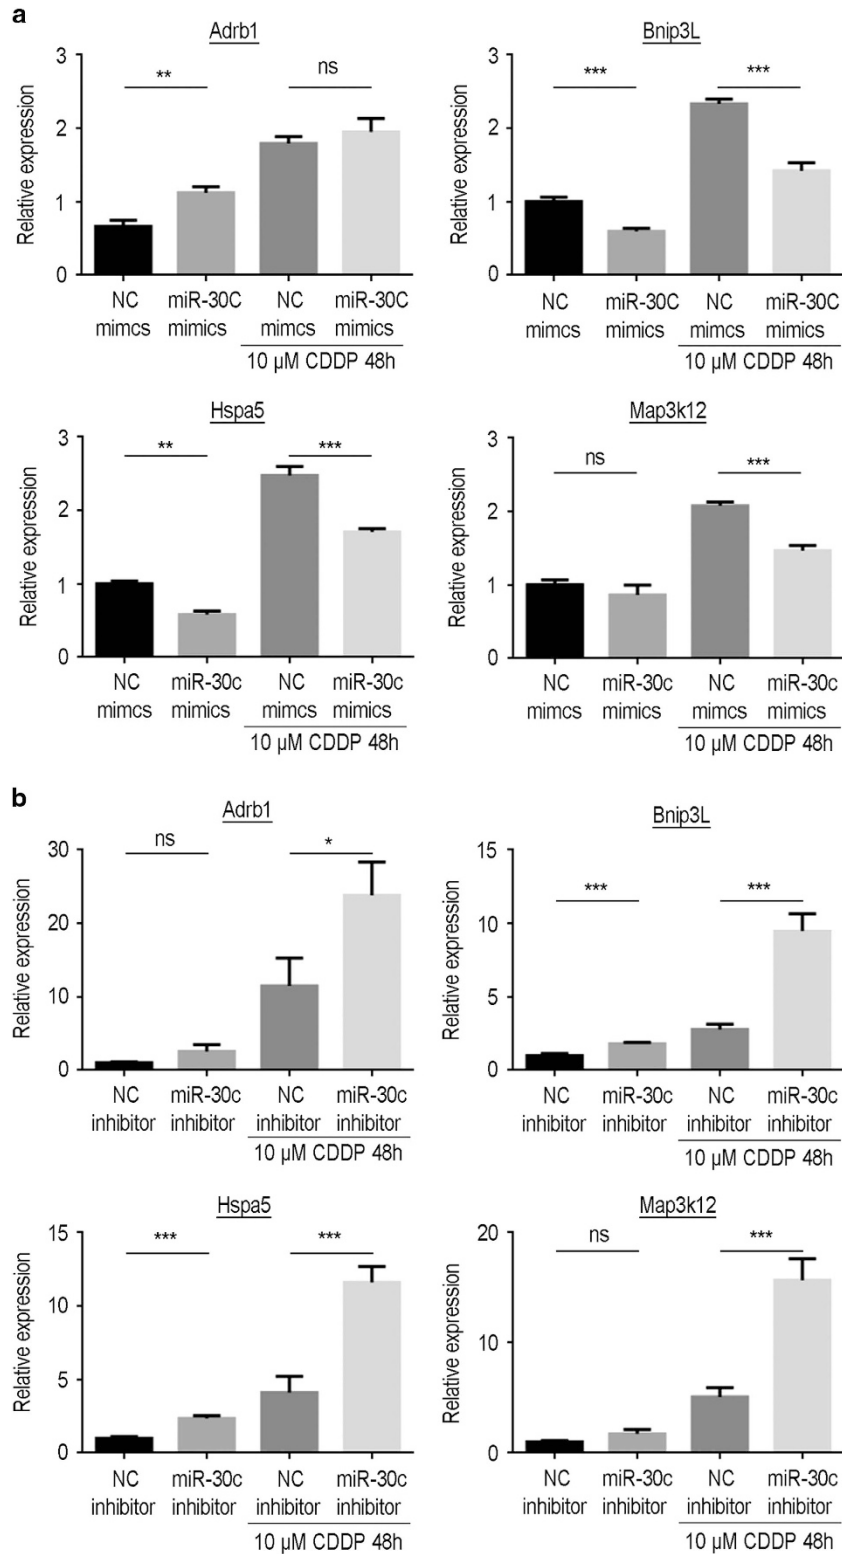 a
Adrb1
Relative expression
3
2
1
0
**
ns
NC mimcs
miR-30C mimics
NC mimcs
miR-30C mimics
10 µM CDDP 48h
Bnip3L
Relative expression
3
2
1
0
***
***
NC mimcs
miR-30C mimics
NC mimcs
miR-30C mimics
10 µM CDDP 48h
Hspa5
Relative expression
3
2
1
0
**
***
NC mimcs
miR-30c mimics
NC mimcs
miR-30c mimics
10 µM CDDP 48h
Map3k12
Relative expression
3
2
1
0
ns
***
NC mimcs
miR-30c mimics
NC mimcs
miR-30c mimics
10 µM CDDP 48h
b
Adrb1
Relative expression
30
20
10
0
ns
*
NC inhibitor
miR-30c inhibitor
NC inhibitor
miR-30c inhibitor
10 µM CDDP 48h
Bnip3L
Relative expression
15
10
5
0
***
***
NC inhibitor
miR-30c inhibitor
NC inhibitor
miR-30c inhibitor
10 µM CDDP 48h
Hspa5
Relative expression
15
10
5
0
***
***
NC inhibitor
miR-30c inhibitor
NC inhibitor
miR-30c inhibitor
10 µM CDDP 48h
Map3k12
Relative expression
20
10
0
ns
***
NC inhibitor
miR-30c inhibitor
NC inhibitor
miR-30c inhibitor
10 µM CDDP 48h